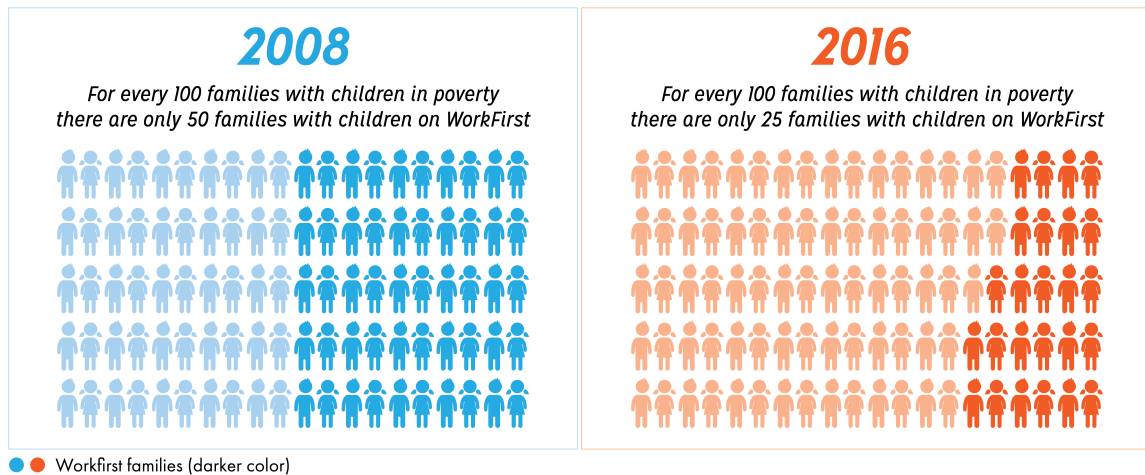 2008
For every 100 families with children in poverty
there are only 50 families with children on WorkFirst
2016
For every 100 families with children in poverty
there are only 25 families with children on WorkFirst
Workfirst families (darker color)